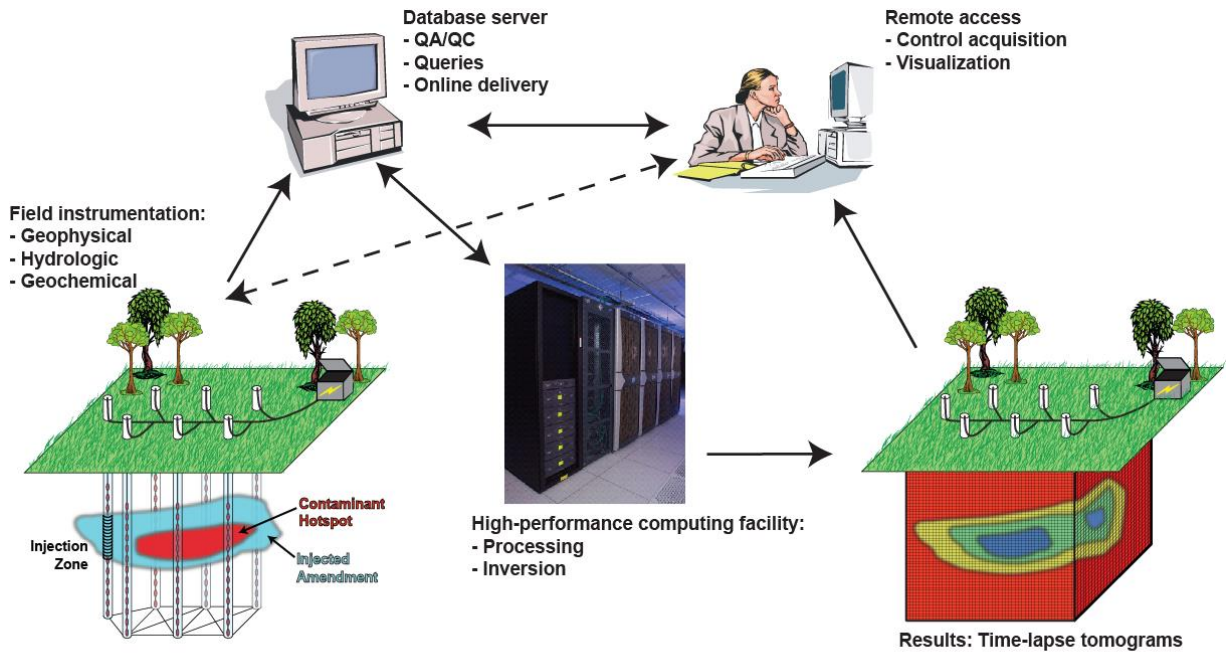 Database server
- QA/QC
- Queries
- Online delivery
Remote access
- Control acquisition
- Visualization
Field instrumentation:
- Geophysical
- Hydrologic
- Geochemical
Contaminant
Hotspot
Injection
Zone
Injected
Amendment
High-performance computing facility:
- Processing
- Inversion
Results: Time-lapse tomograms